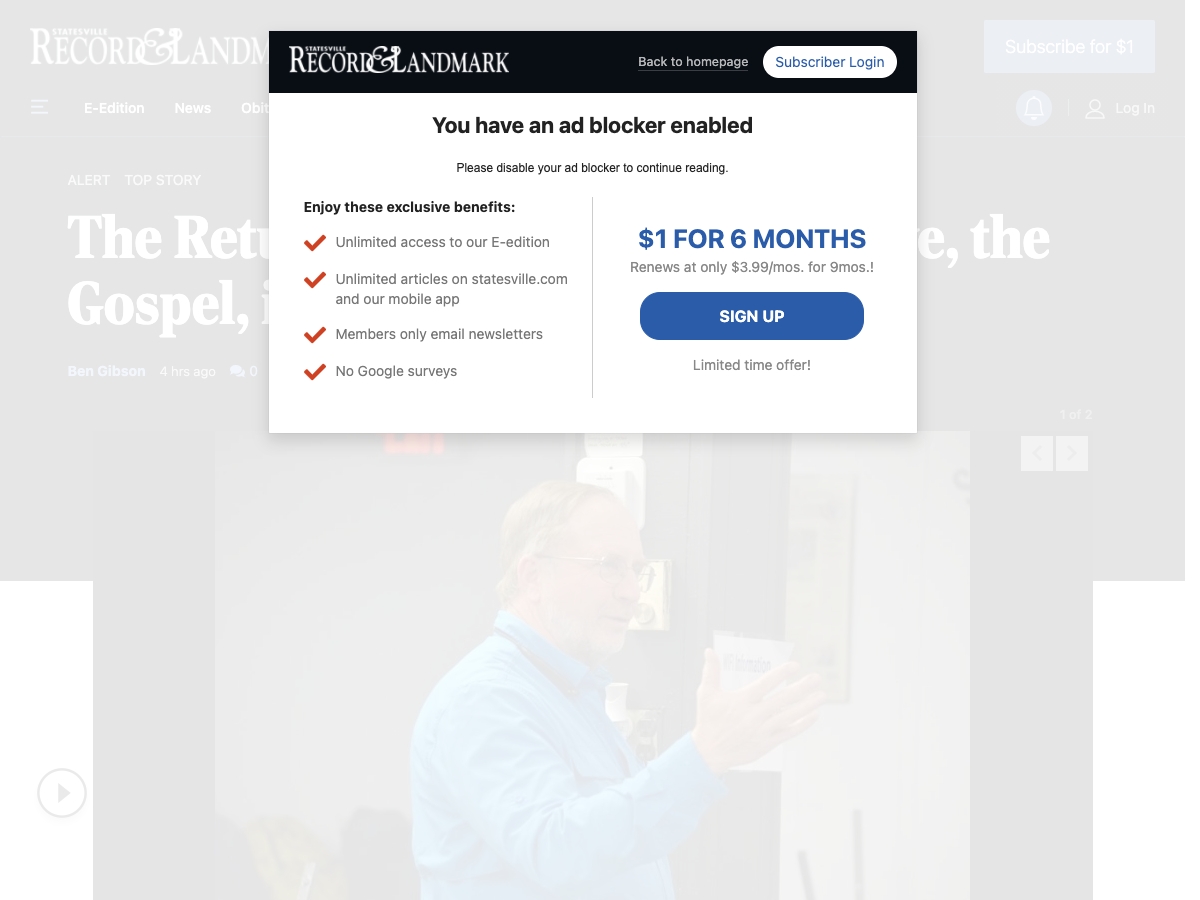 STATESVILLE
RECORD & LANDM
Subscribe for $1
E-Edition
News
Obit
Log In
STATESVILLE
RECORD & LANDMARK
Back to homepage
Subscriber Login
You have an ad blocker enabled
Please disable your ad blocker to continue reading.
Enjoy these exclusive benefits:
Unlimited access to our E-edition
Unlimited articles on statesville.com
and our mobile app
Members only email newsletters
No Google surveys
$1 FOR 6 MONTHS
Renews at only $3.99/mos. for 9mos.!
SIGN UP
Limited time offer!
ALERT TOP STORY
The Retu e, the
Gospel, i
Ben Gibson 4 hrs ago 0
1 of 2